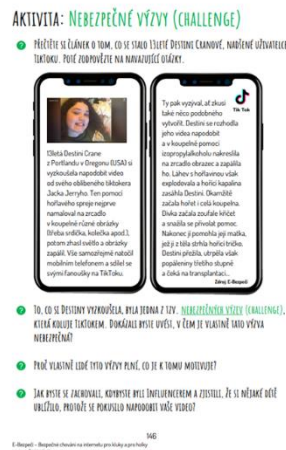 AKTIVITA: NEBEZPEČNÉ VÝZVY (CHALLENGE)
PŘEČTĚTE SI ČLÁNEK O TOM, CO SE STALO 13LETÉ DESTINI CRANOVÉ, NADŠENÉ UŽIVATELCE
TIKTOKU. POTÉ ZODPOVĚZTE NA NAVAZUJÍCÍ OTÁZKY.
13letá Destini Crane
z Portlandu v Oregonu (USA) si
vyzkoušela napodobit video
od svého oblíbeného tiktokera
Jacka Jerryho. Ten pomocí
hořlavého spreje nejprve
namaloval na zrcadlo
v koupelně různé obrázky
(třeba srdíčka, kolečka apod.),
potom zhasl světlo a obrázky
zapálil. Vše samozřejmě natočil
mobilním telefonem a sdílel se
svými fanoušky na TikToku.
Tik Tok
Ty pak vyzýval, ať zkusí
také něco podobného
vytvořit. Destini se rozhodla
jeho videa napodobit
a v koupelně pomocí
izopropylalkoholu nakreslila
na zrcadlo obrazec a zapálila
ho. Láhev s hořlavinou však
explodovala a hořící kapalina
zasáhla Destini. Okamžitě
začala hořet i celá koupelna.
Dívka začala zoufale křičet
a snažila se přivolat pomoc.
Nakonec jí pomohla její matka,
jež jí z těla strhla hořící tričko.
Destini přežila, utrpěla však
popáleniny třetího stupně
a čeká na transplantaci..
Zdroj: E-Bezpečí
TO, CO SI DESTINY VYZKOUŠELA, BYLA JEDNA Z TZV. NEBEZPEČNÝCH VÝZEV (CHALLENGE),
KTERÁ KOLUJE TIKTOKEM. DOKÁZALI BYSTE UVÉST, V ČEM JE VLASTNĚ TATO VÝZVA
NEBEZPEČNÁ?
PROČ VLASTNĚ LIDÉ TYTO VÝZVY PLNÍ, CO JE K TOMU MOTIVUJE?
JAK BYSTE SE ZACHOVALI, KDYBYSTE BYLI INFLUENCEREM A ZJISTILI, ŽE SI NĚJAKÉ DÍTĚ
UBLÍŽILO, PROTOŽE SE POKUSILO NAPODOBIT VAŠE VIDEO?
146
E-Bezpečí – Bezpečné chování na internetu pro kluky a pro holky